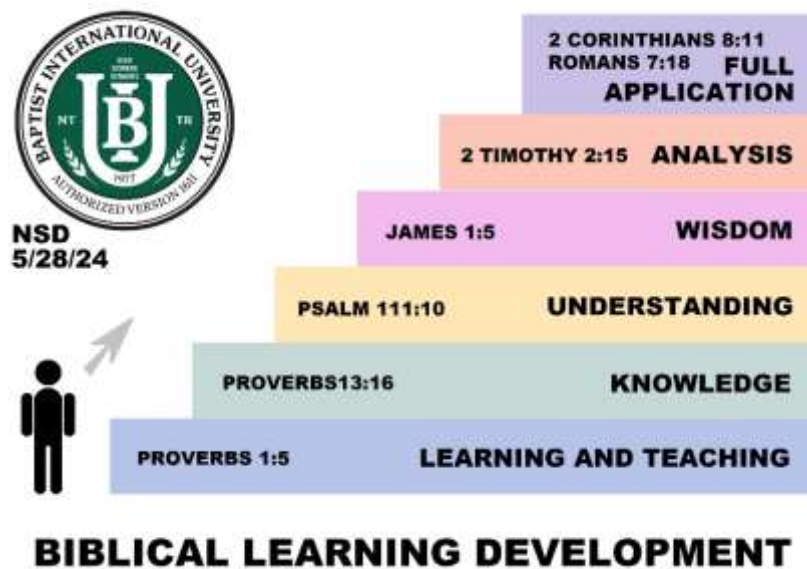 BAPTIST INTERNATIONAL UNIVERSITY
NT
TR
UBI
1977
AUTHORIZED VERSION 1611
NSD
5/28/24
2 CORINTHIANS 8:11
ROMANS 7:18 FULL
APPLICATION
2 TIMOTHY 2:15 ANALYSIS
JAMES 1:5 WISDOM
PSALM 111:10 UNDERSTANDING
PROVERBS13:16 KNOWLEDGE
PROVERBS 1:5 LEARNING AND TEACHING
BIBLICAL LEARNING DEVELOPMENT